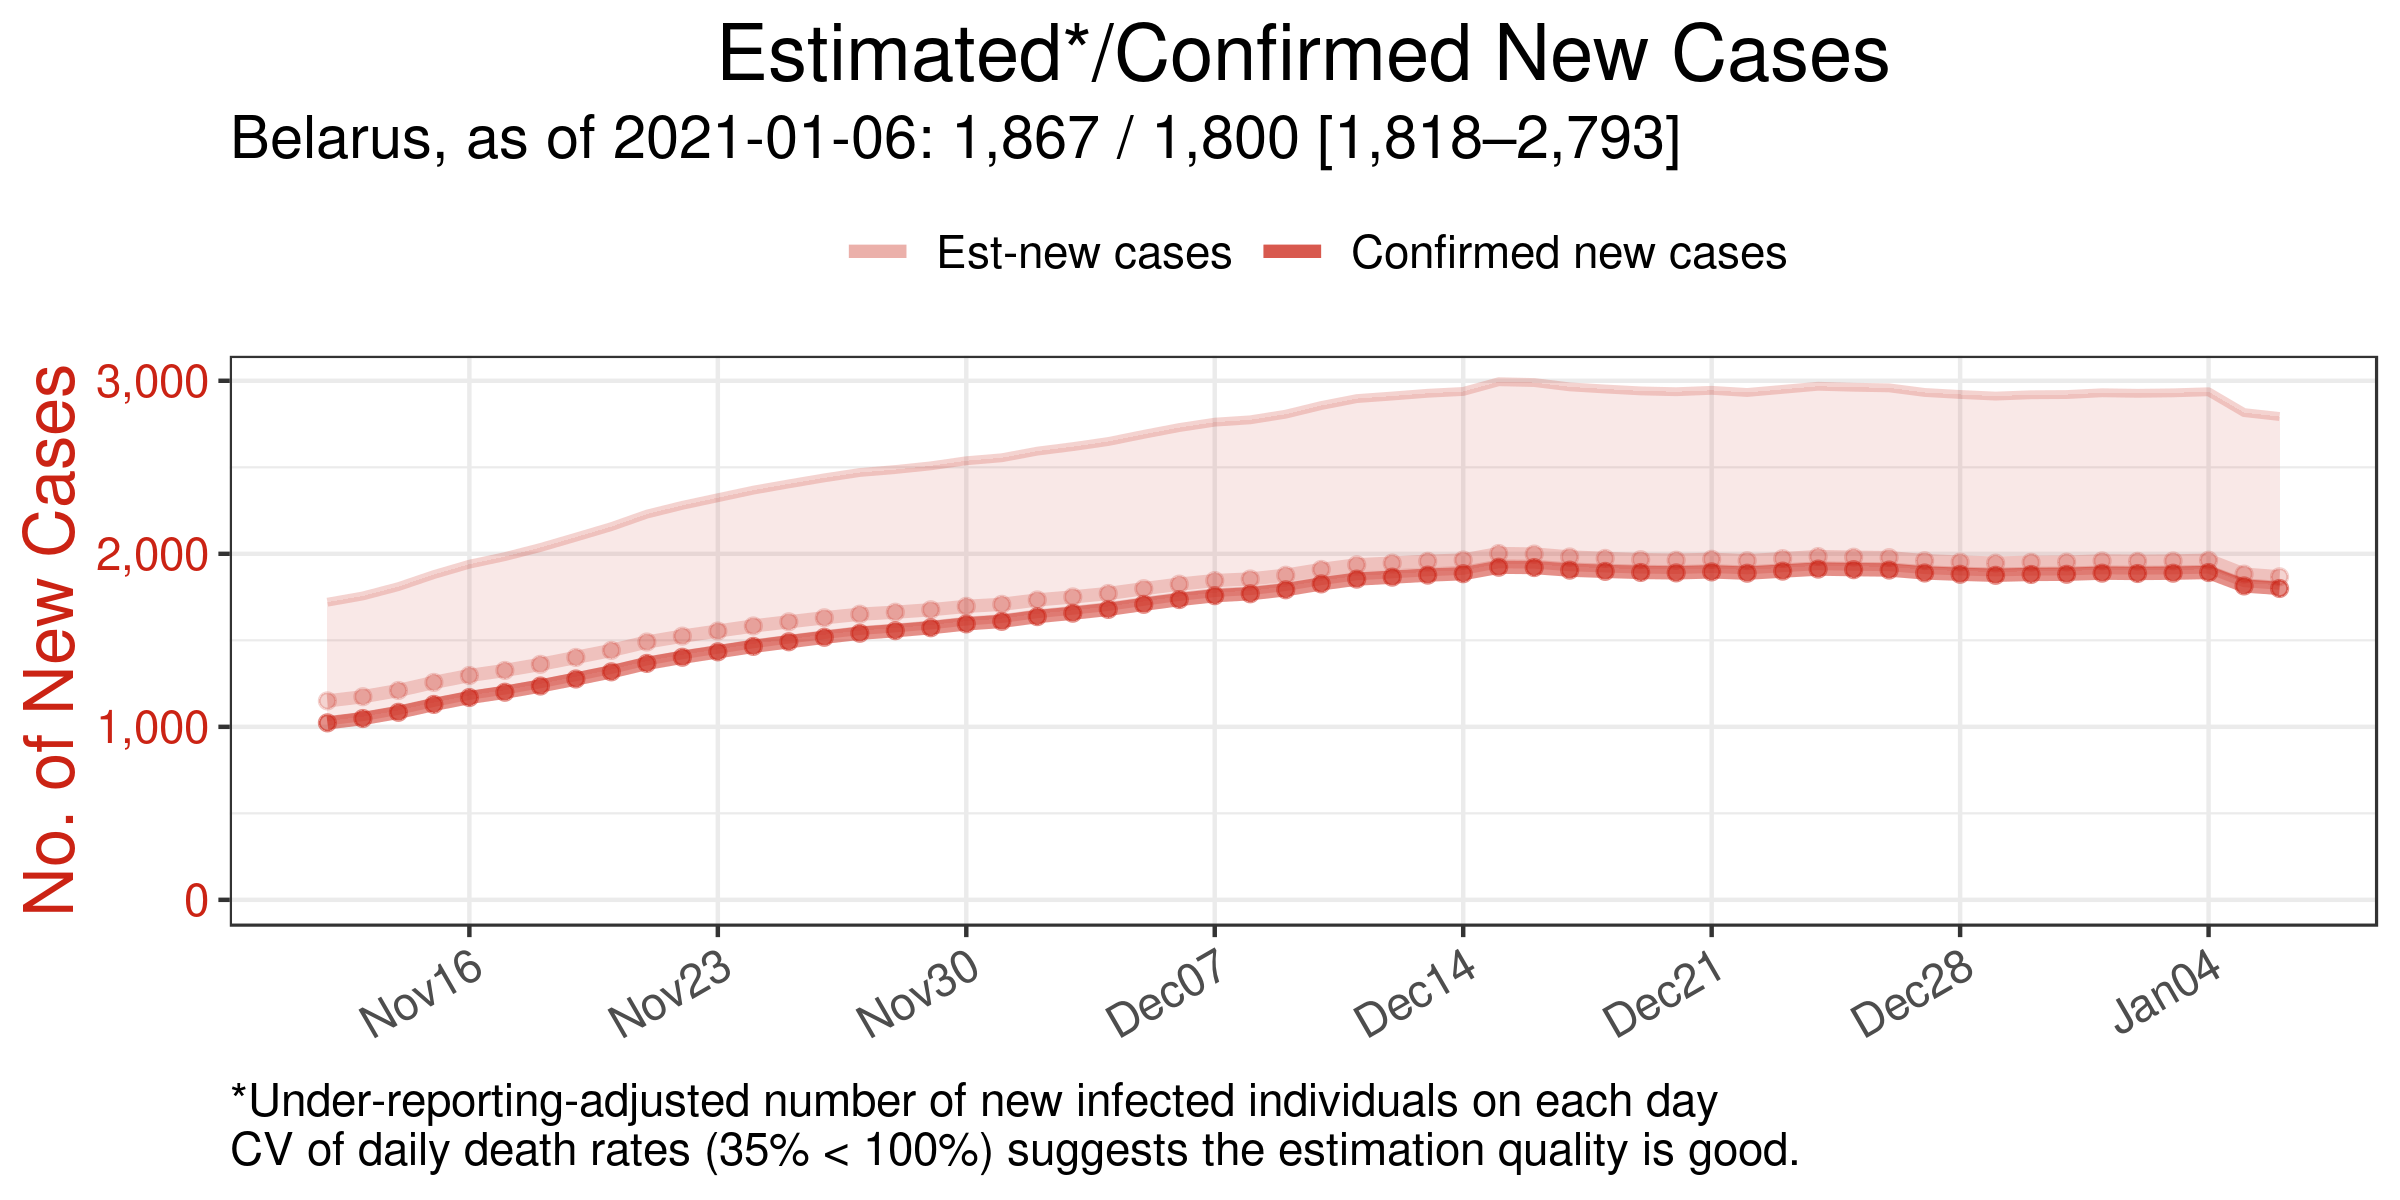 Estimated*/Confirmed New Cases
Belarus, as of 2021-01-06: 1,867 / 1,800 [1,818–2,793]
Est-new cases
Confirmed new cases
No. of New Cases
3,000
2,000
1,000
0
Nov16
Nov23
Nov30
Dec07
Dec14
Dec21
Dec28
Jan04
*Under-reporting-adjusted number of new infected individuals on each day
CV of daily death rates (35% < 100%) suggests the estimation quality is good.